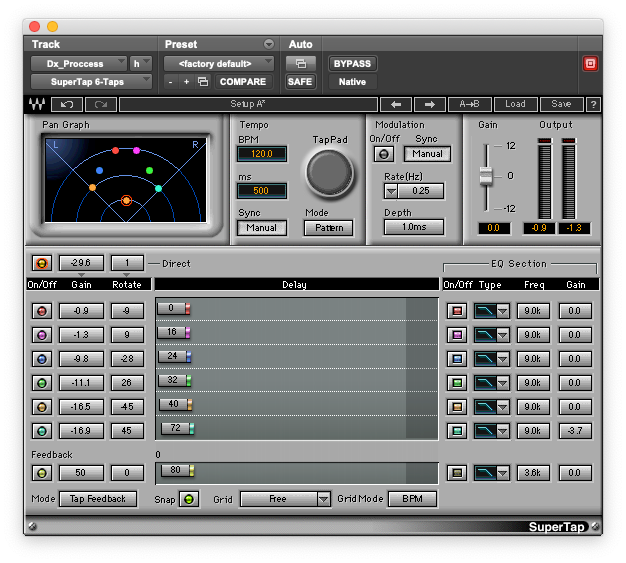 Track Preset Auto
Dx_Proccess h <factory default> BYPASS
SuperTap 6-Taps - + COMPARE SAFE Native
Setup A* A→B Load Save ?
Pan Graph Tempo Modulation Gain Output
L R BPM TapPad On/Off Sync 12
120.0 Manual
ms Rate(Hz) 0
500 0.25
Sync Mode Depth -12
Manual Pattern 1.0ms 0.0 -0.9 -1.3
-29.6 1 Direct EQ Section
On/Off Gain Rotate Delay On/Off Type Freq Gain
-0.9 -9 0 9.0k 0.0
-1.3 9 16 9.0k 0.0
-9.8 -28 24 9.0k 0.0
-11.1 26 32 9.0k 0.0
-16.5 -45 40 9.0k 0.0
-16.9 45 72 9.0k -3.7
Feedback 0
50 0 80 3.6k 0.0
Mode Tap Feedback Snap Grid Free Grid Mode BPM
SuperTap